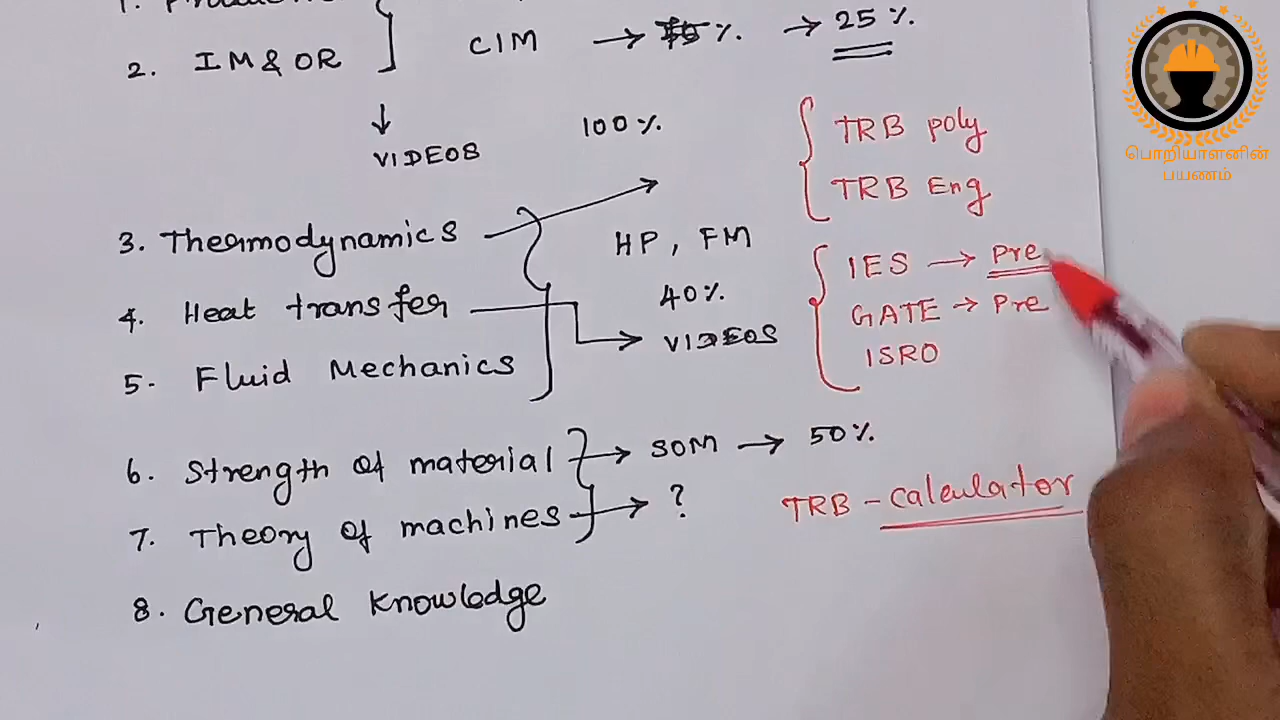 2. IM & OR
CIM → % → 25%
↓
VIDEOS
100%
TRB poly
TRB Eng
3. Thermodynamics
HP, FM
IES → Pre
4. Heat transfer
40%
GATE → Pre
VIDEOS
ISRO
5. Fluid Mechanics
6. Strength of material → SOM → 50%
7. Theory of machines → ?
TRB - calculator
8. General Knowledge
பொறியாளனின்
பயணம்